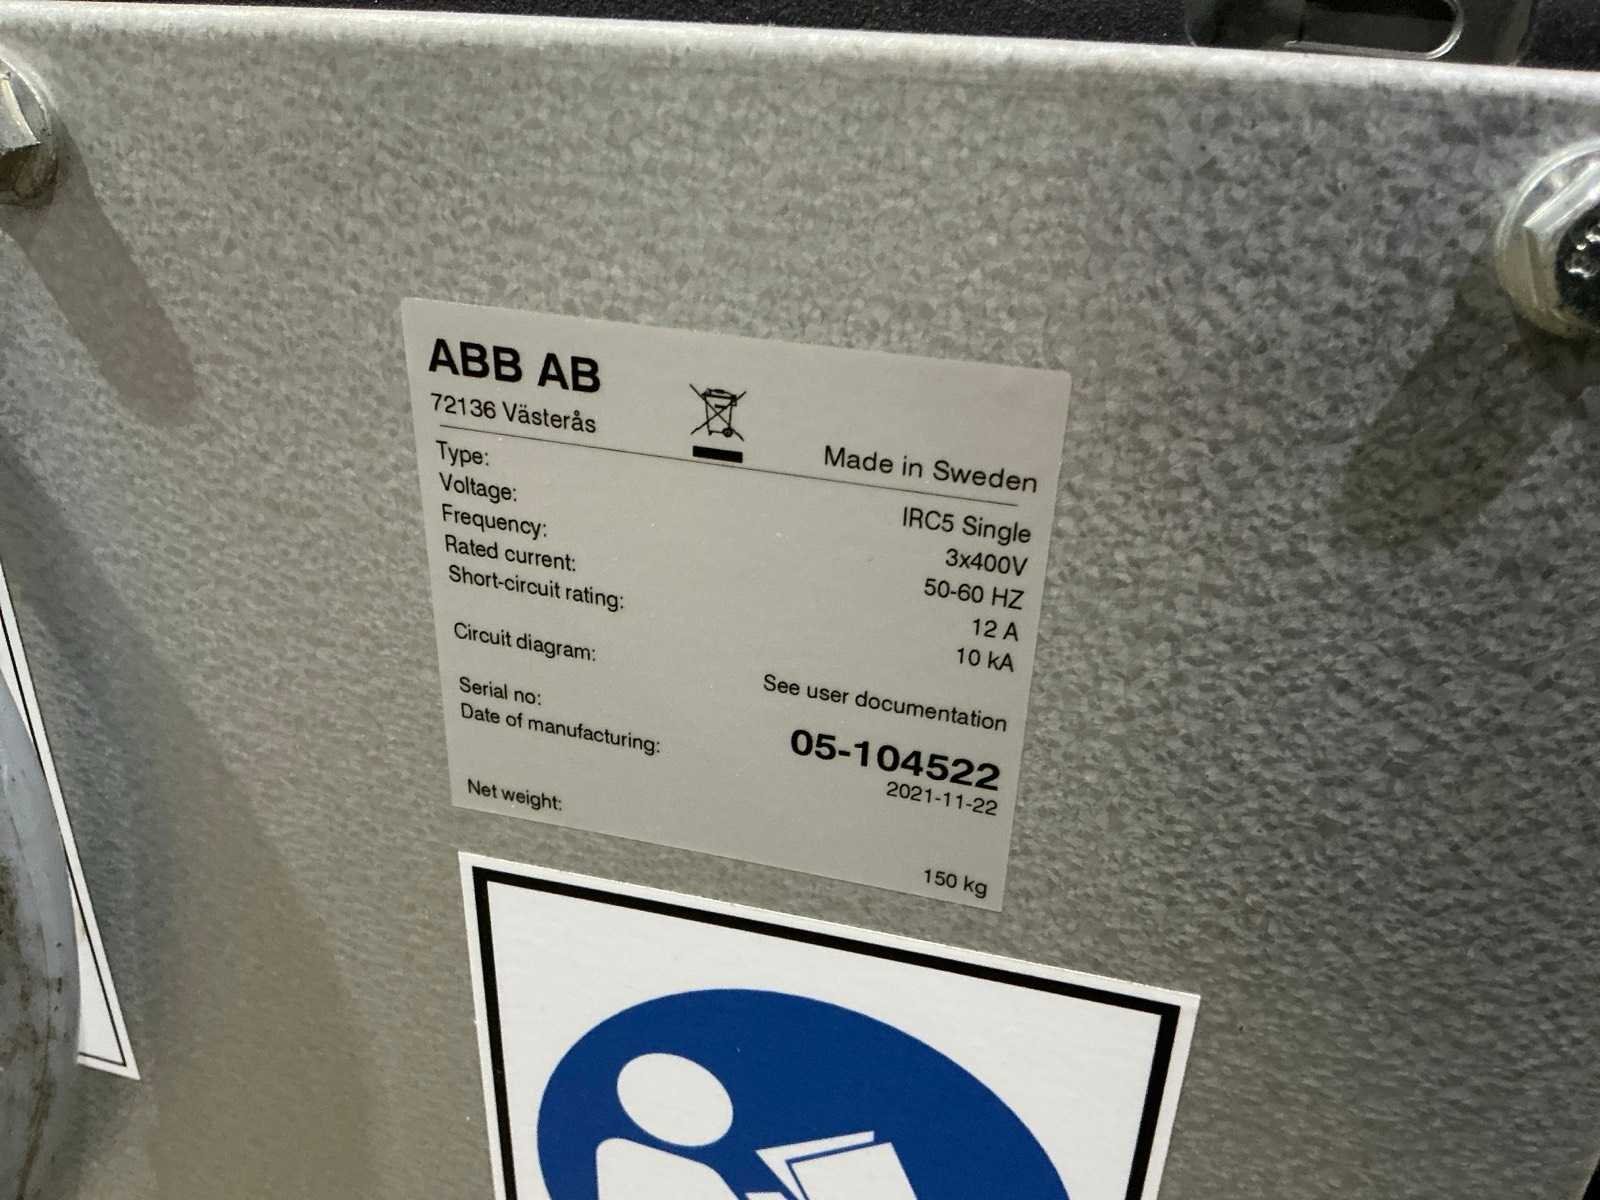 ABB AB
72136 Västerås
Made in Sweden
Type: IRC5 Single
Voltage: 3x400V
Frequency: 50-60 HZ
Rated current: 12 A
Short-circuit rating: 10 kA
Circuit diagram: See user documentation
Serial no: 05-104522
Date of manufacturing: 2021-11-22
Net weight: 150 kg